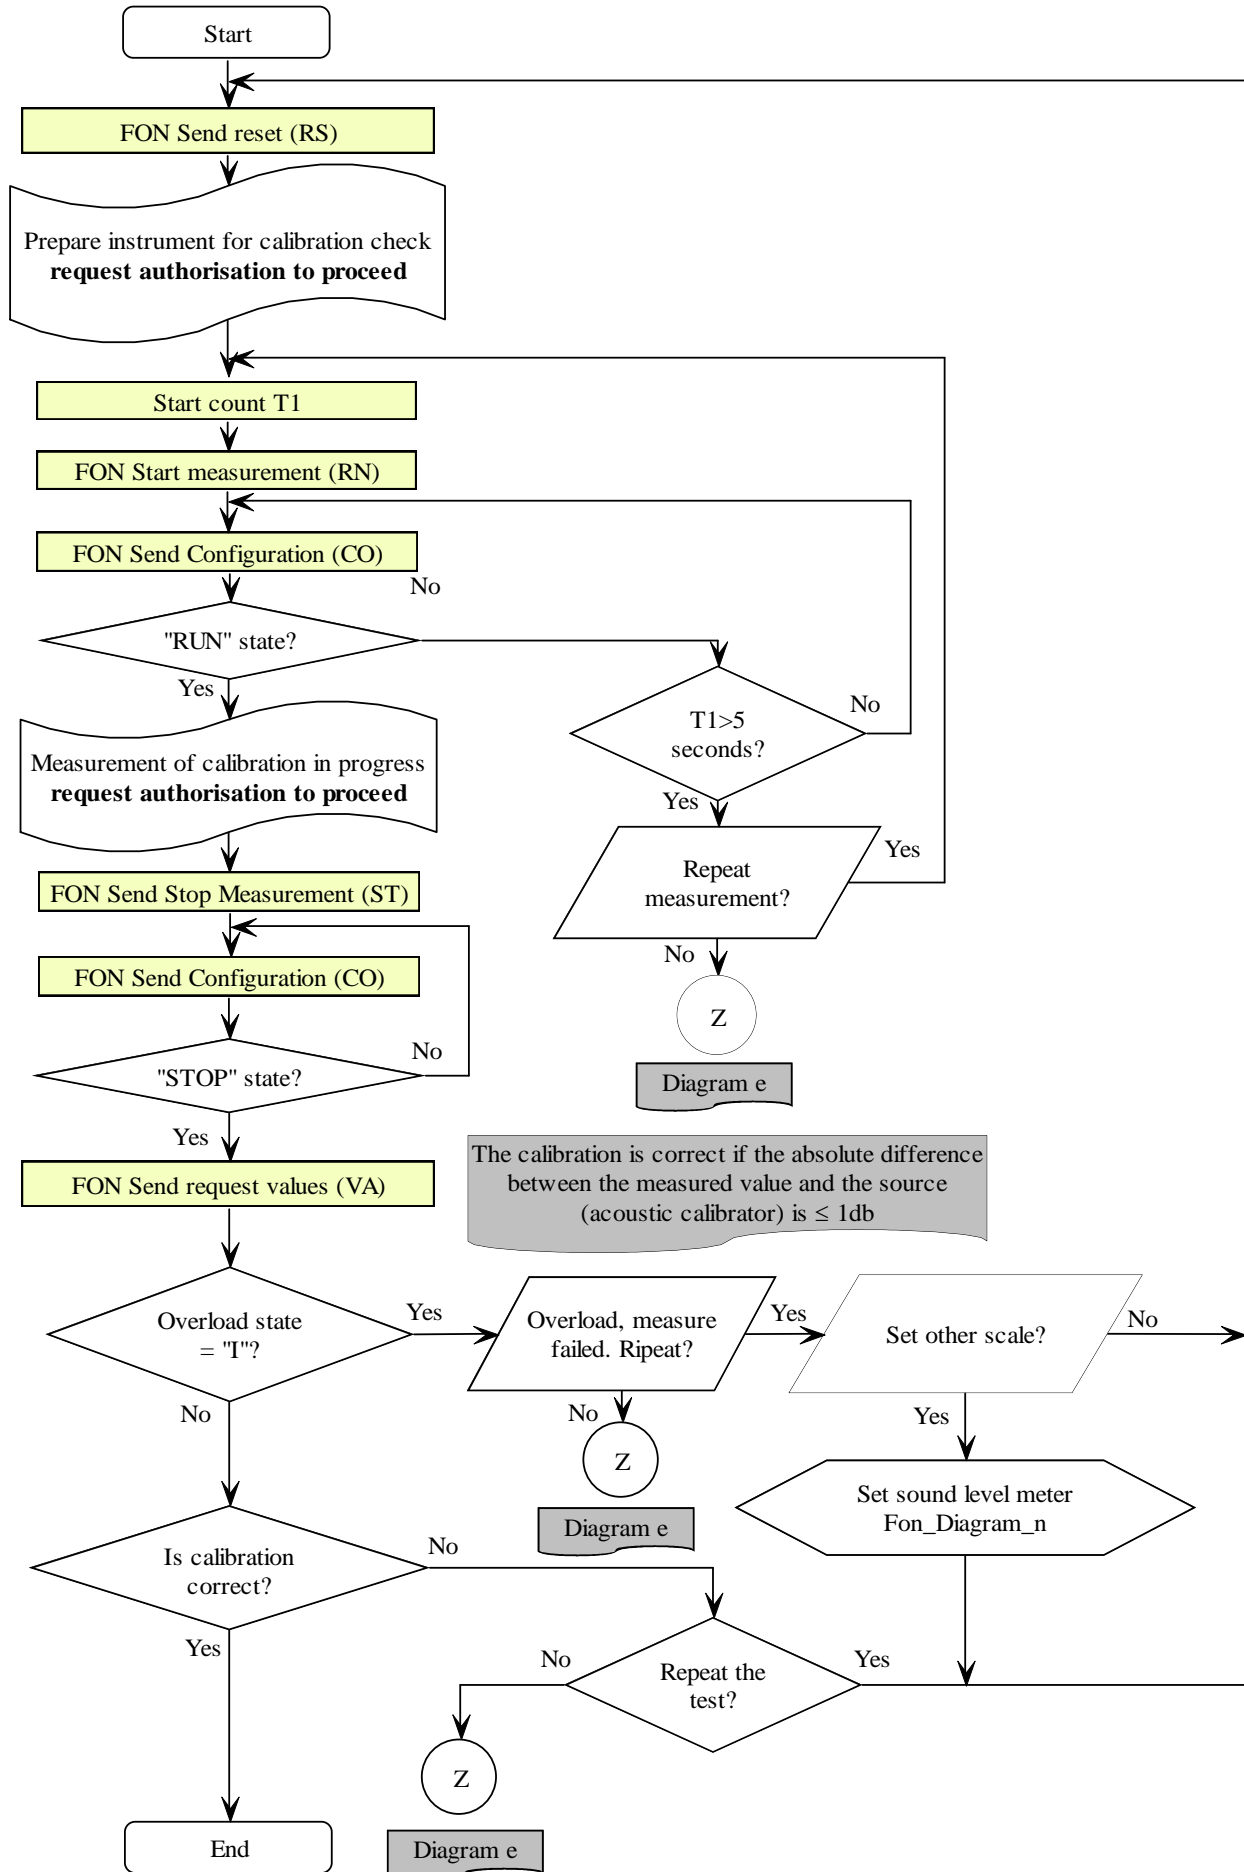 Start
FON Send reset (RS)
Prepare instrument for calibration check
request authorisation to proceed
Start count T1
FON Start measurement (RN)
FON Send Configuration (CO)
No
"RUN" state?
Yes
T1>5
seconds?
No
Measurement of calibration in progress
request authorisation to proceed
Yes
Repeat
measurement?
Yes
FON Send Stop Measurement (ST)
No
FON Send Configuration (CO)
Z
No
"STOP" state?
Diagram e
Yes
The calibration is correct if the absolute difference
between the measured value and the source
(acoustic calibrator) is ≤ 1db
FON Send request values (VA)
Overload state
= "I"?
Yes
Overload, measure
failed. Ripeat?
Yes
Set other scale?
No
No
No
Yes
Z
Set sound level meter
Fon_Diagram_n
Diagram e
Is calibration
correct?
No
Yes
No
Repeat the
test?
Yes
Z
End
Diagram e